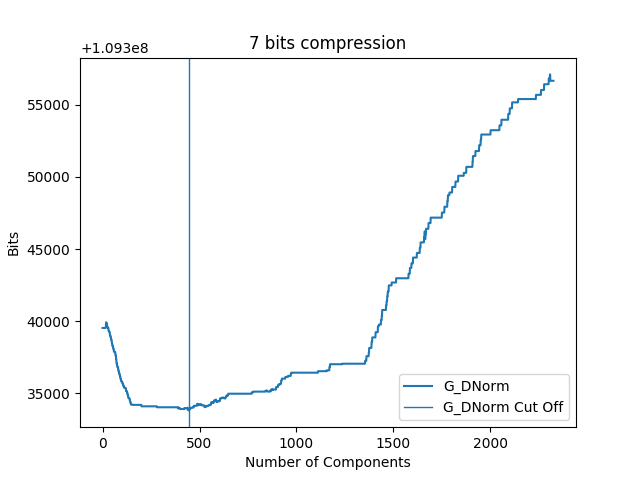 7 bits compression
+1.093e8
55000
50000
45000
40000
35000
Bits
0 500 1000 1500 2000
Number of Components
G_DNorm
G_DNorm Cut Off